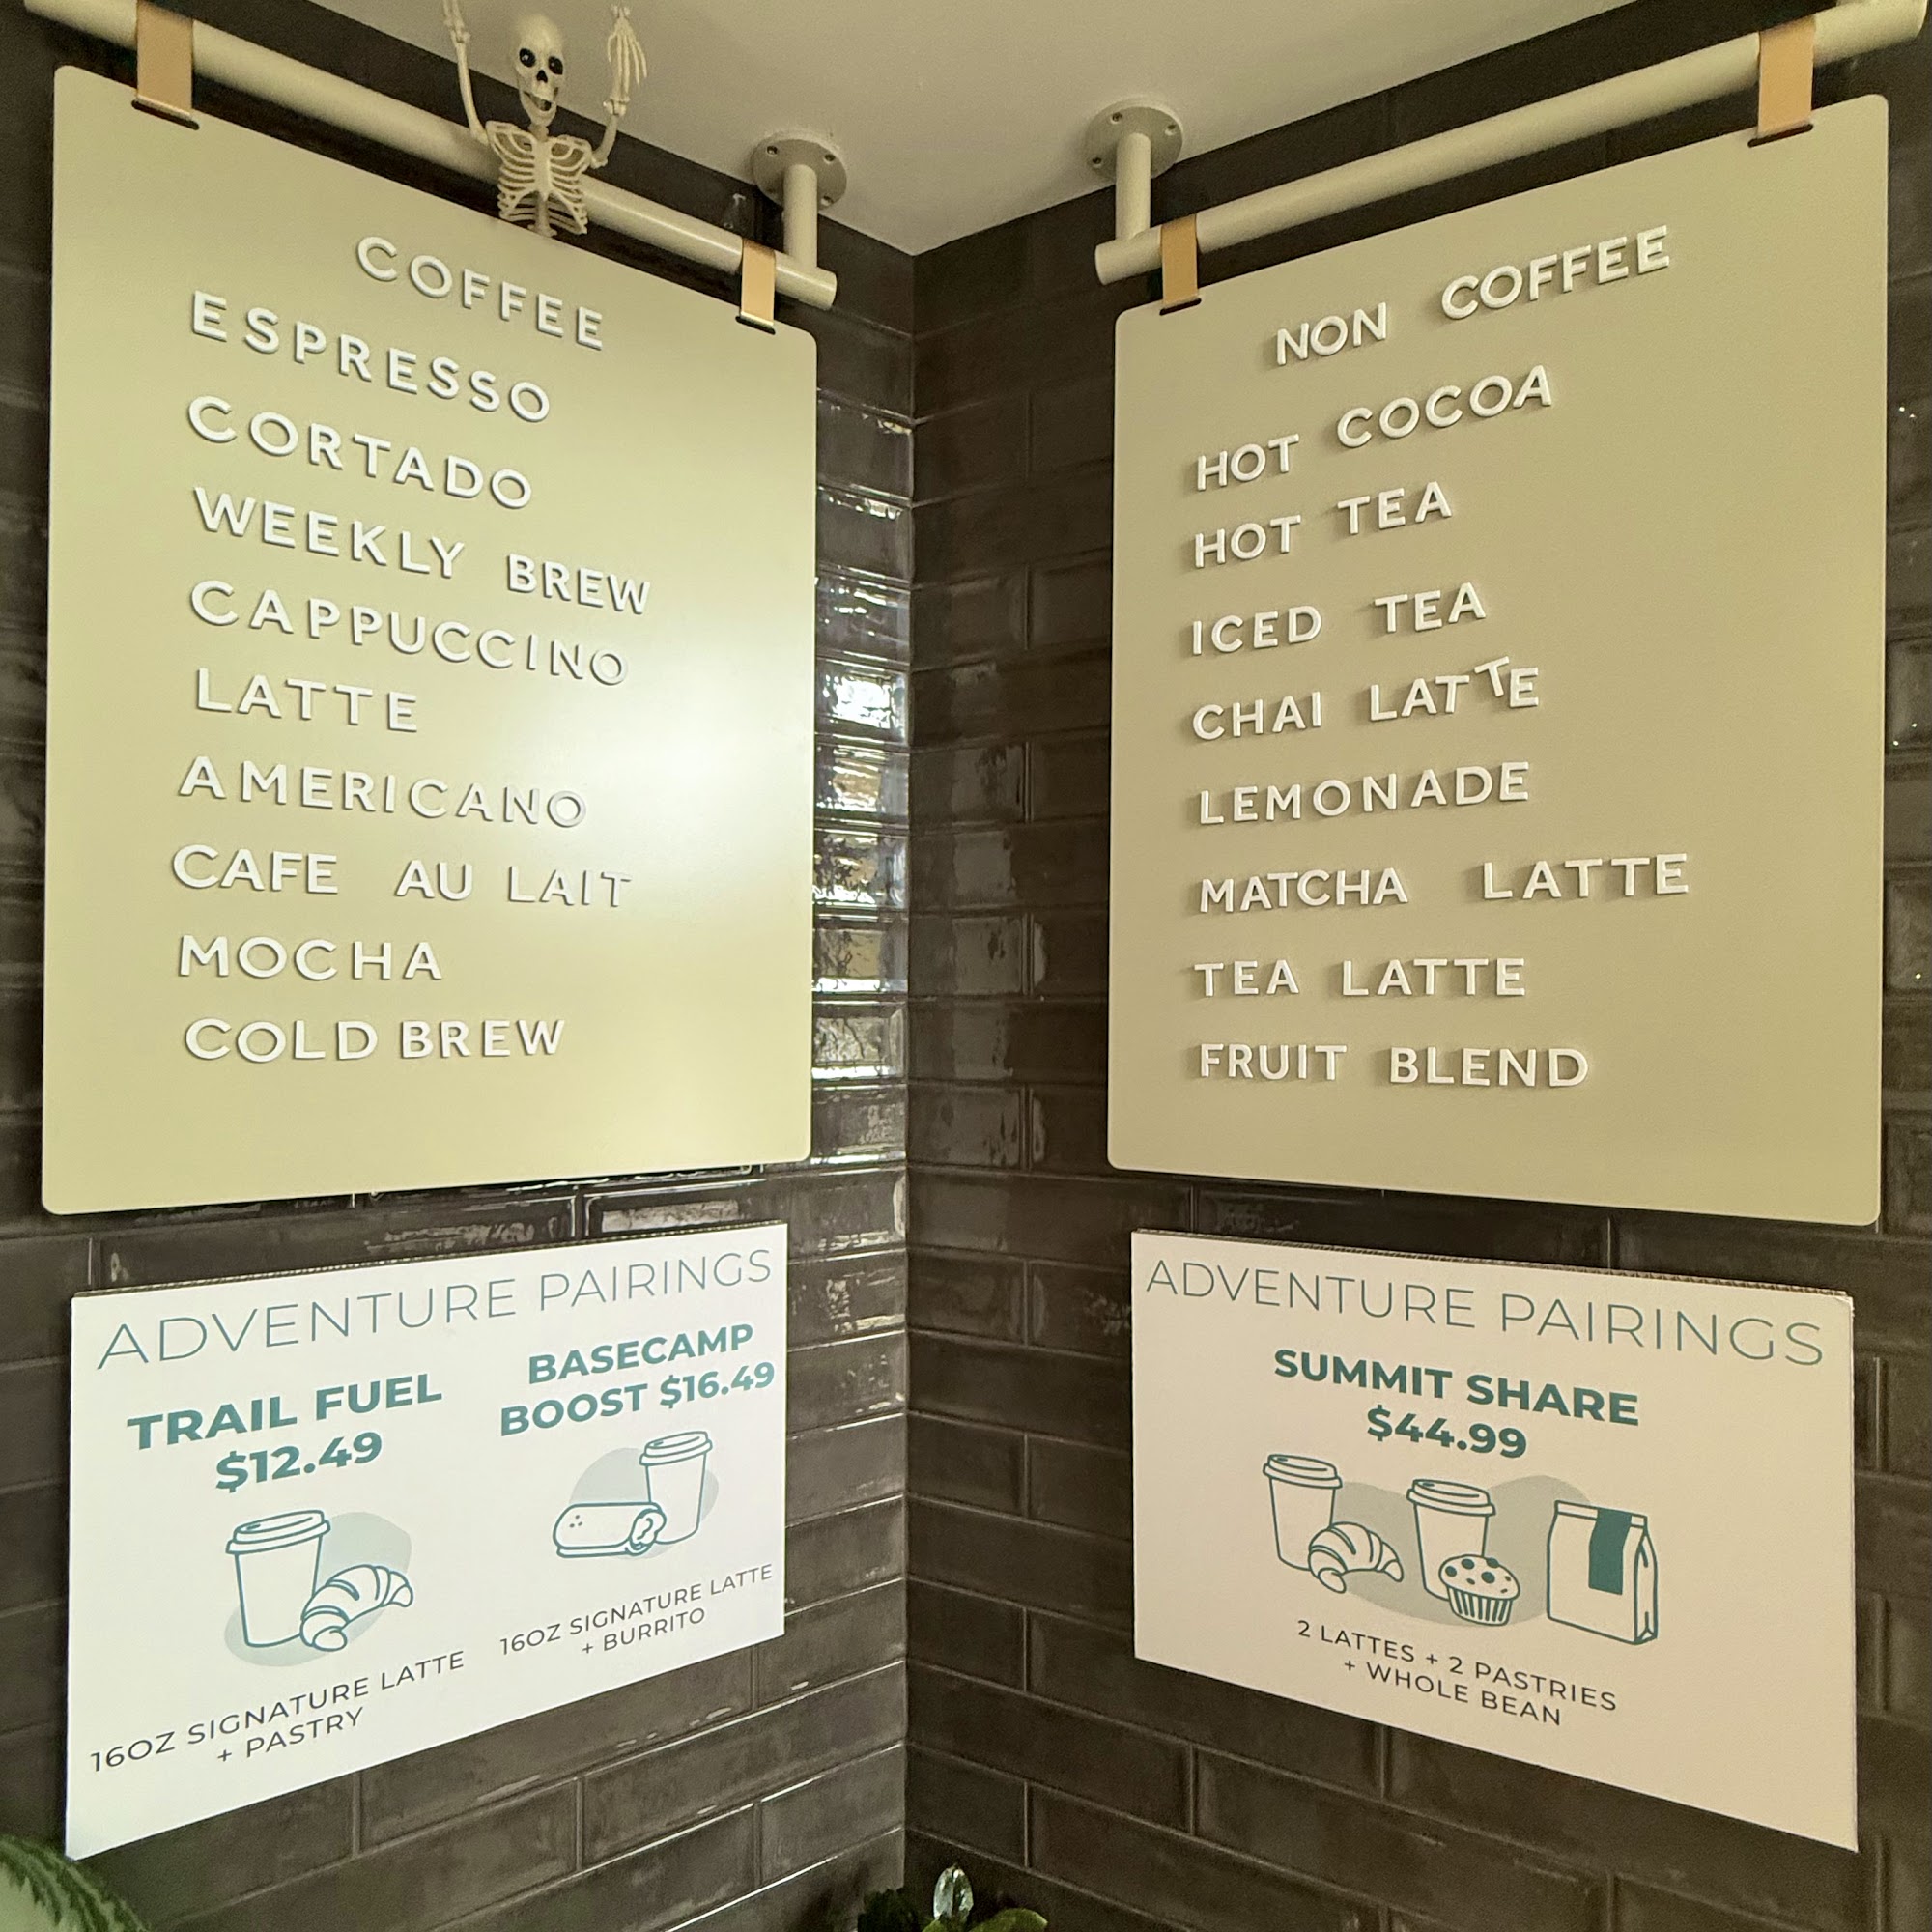 COFFEE
ESPRESSO
CORTADO
WEEKLY BREW
CAPPUCCINO
LATTE
AMERICANO
CAFE AU LAIT
MOCHA
COLD BREW
NON COFFEE
HOT COCOA
HOT TEA
ICED TEA
CHAI LATTE
LEMONADE
MATCHA LATTE
TEA LATTE
FRUIT BLEND
ADVENTURE PAIRINGS
TRAIL FUEL
$12.49
16OZ SIGNATURE LATTE
+ PASTRY
BASECAMP
BOOST $16.49
16OZ SIGNATURE LATTE
+ BURRITO
ADVENTURE PAIRINGS
SUMMIT SHARE
$44.99
2 LATTES + 2 PASTRIES
+ WHOLE BEAN